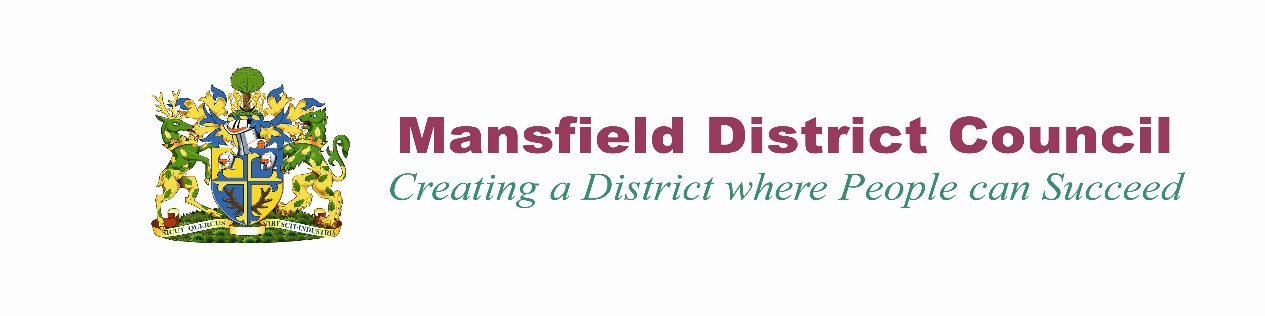 Mansfield District Council
Creating a District where People can Succeed
SICUT QUERCUS VIRESCIT INDUSTRIA